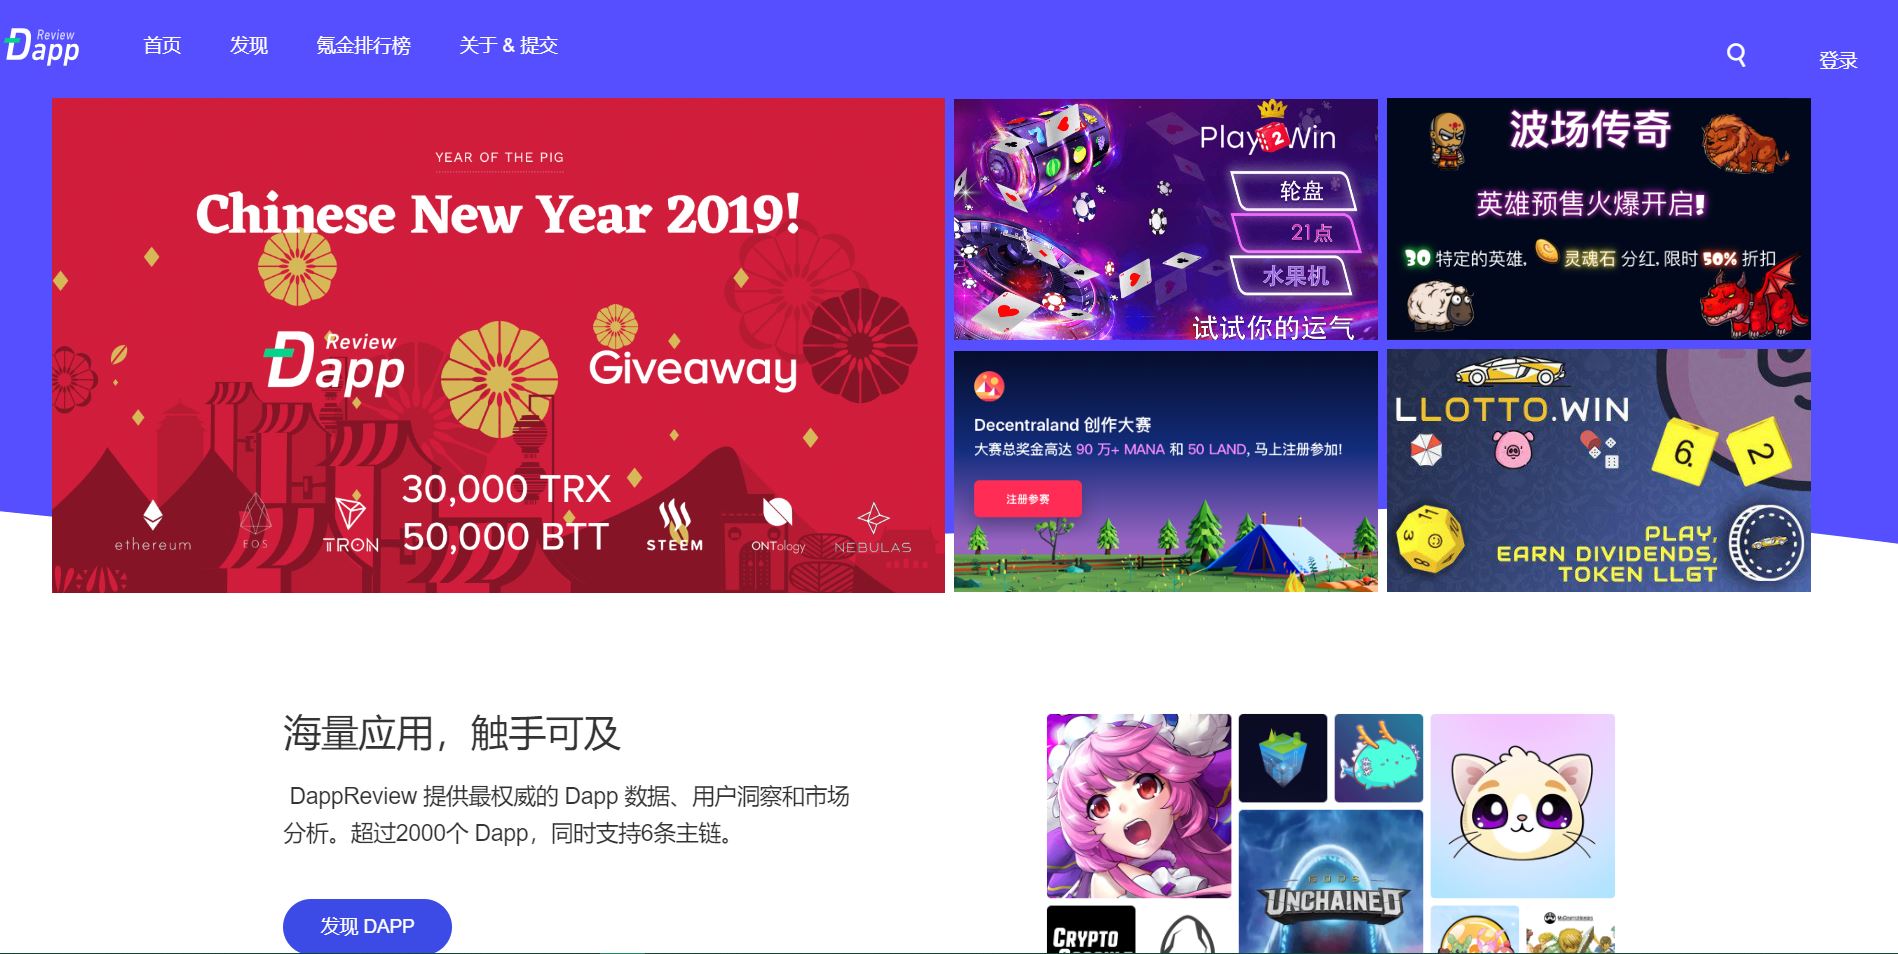 Review
Dapp
首页
发现
氪金排行榜
关于 & 提交
登录
YEAR OF THE PIG
Chinese New Year 2019!
Review
Dapp
Giveaway
30,000 TRX
50,000 BTT
ethereum
EOS
TRON
STEEM
ONTology
NEBULAS
Play 2 Win
轮盘
21点
水果机
试试你的运气
波场传奇
英雄预售火爆开启!
30 特定的英雄, 灵魂石 分红, 限时 50% 折扣
Decentraland 创作大赛
大赛总奖金高达 90 万+ MANA 和 50 LAND, 马上注册参加!
注册参赛
LLOTTO.WIN
6.
2
11
3
8
PLAY,
EARN DIVIDENDS,
TOKEN LLGT
海量应用，触手可及
DappReview 提供最权威的 Dapp 数据、用户洞察和市场
分析。超过2000个 Dapp，同时支持6条主链。
发现 DAPP
GODS
UNCHAINED
CRYPTO